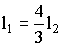 l₁ = 4/3 l₂